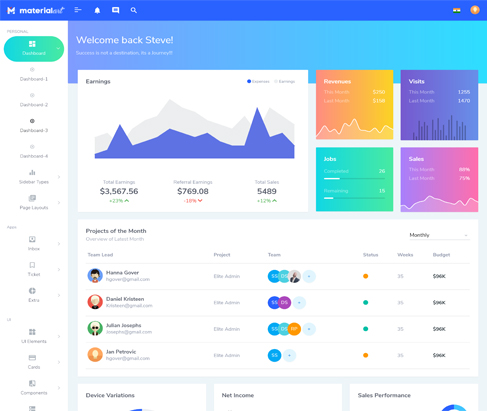 materialpro
Welcome back Steve!
Success is not a destination, its a journey!!!
PERSONAL
Dashboard
Dashboard-1
Dashboard-2
Dashboard-3
Dashboard-4
Sidebar Types
Page Layouts
Apps
Inbox
Ticket
Extra
UI
UI Elements
Cards
Components
Earnings
Expenses
Earnings
Total Earnings
$3,567.56
+23%
Referral Earnings
$769.08
-18%
Total Sales
5489
+12%
Revenues
This Month $250
Last Month $158
Visits
This Month 1255
Last Month 1470
Jobs
Completed 26
Remaining 15
Sales
This Month 89%
Last Month 75%
Projects of the Month
Overview of Latest Month
Monthly
Team Lead Project Team Status Weeks Budget
Hanna Gover
hgover@gmail.com
Elite Admin SS DS + 35 $96K
Daniel Kristeen
Kristeen@gmail.com
Elite Admin SS DS + 35 $96K
Julian Josephs
Josephs@gmail.com
Elite Admin SS DS RP + 35 $96K
Jan Petrovic
hgover@gmail.com
Elite Admin SS + 35 $96K
Device Variations
Net Income
Sales Performance